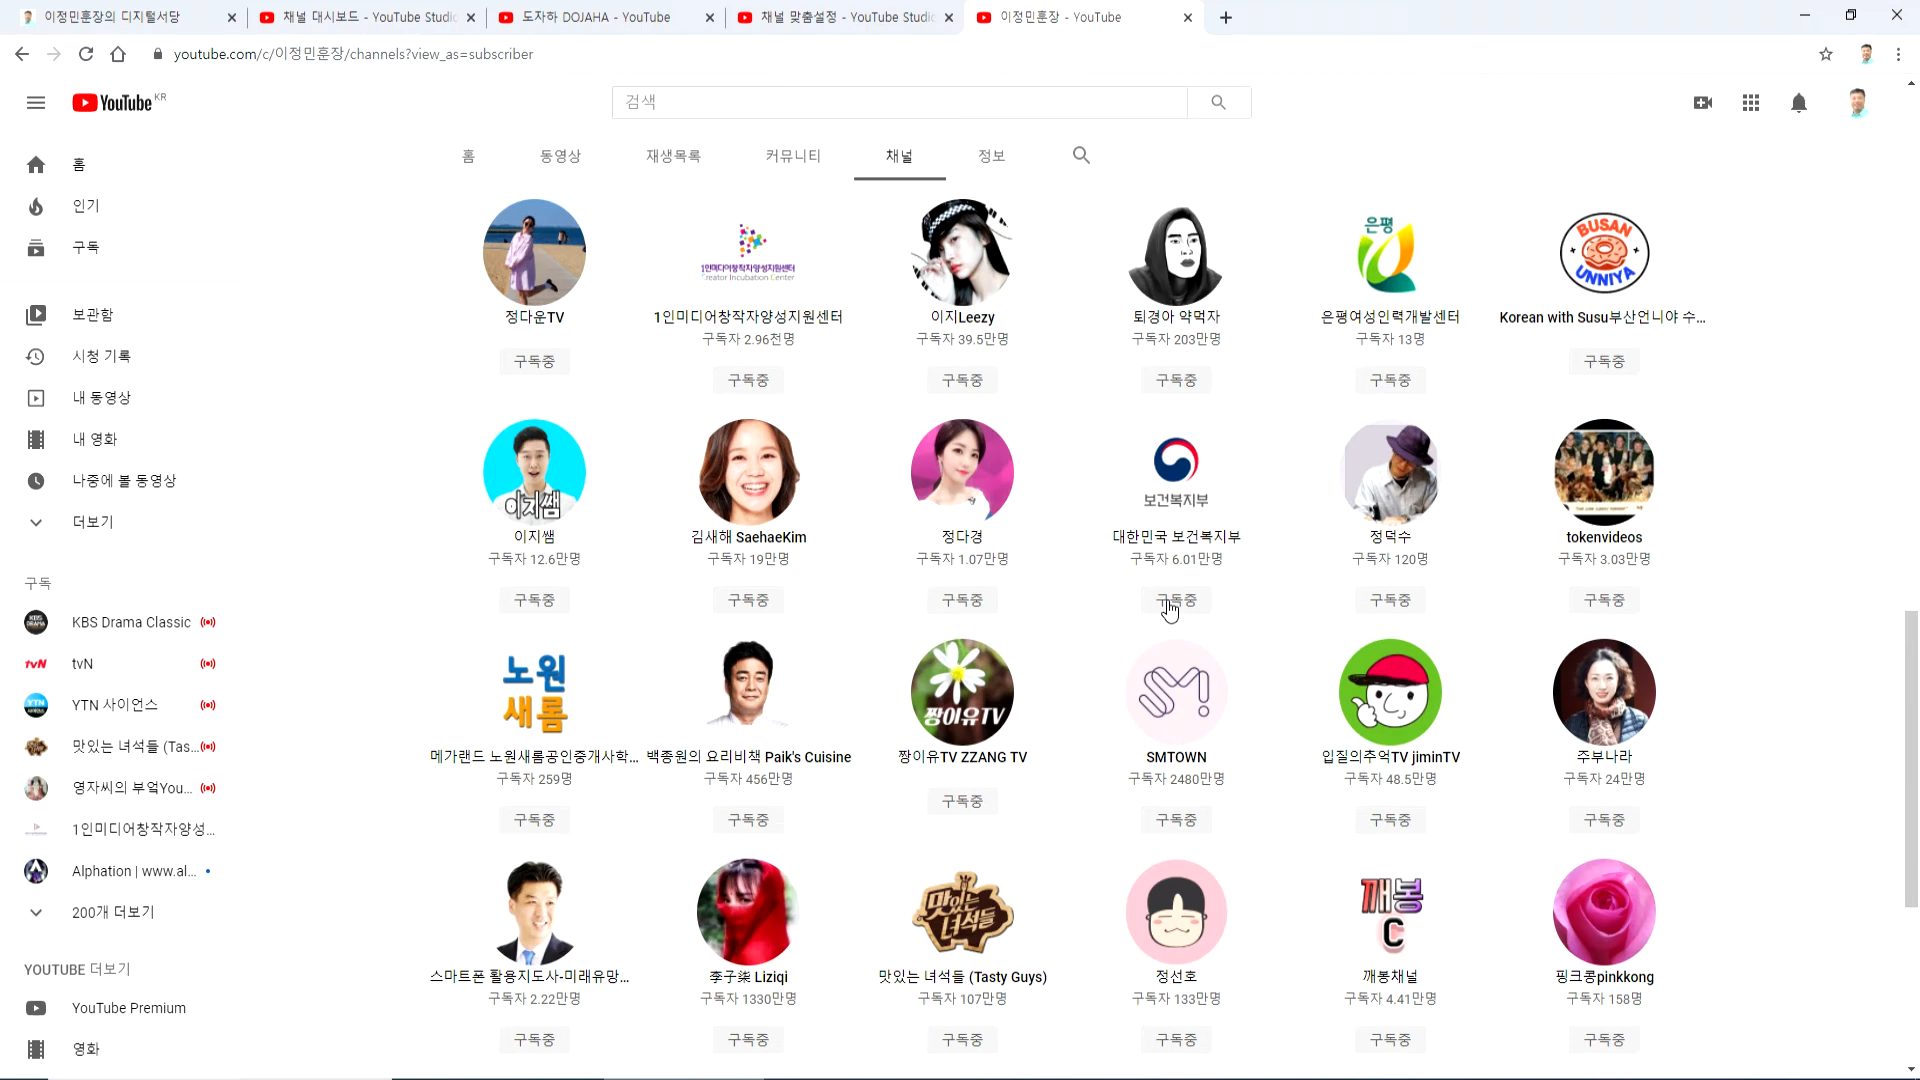 이정민훈장의 디지털서당
채널 대시보드 - YouTube Studio
도자하 DOJAHA - YouTube
채널 맞춤설정 - YouTube Studio
이정민훈장 - YouTube
youtube.com/c/이정민훈장/channels?view_as=subscriber
YouTube KR
검색
홈 동영상 재생목록 커뮤니티 채널 정보
홈
인기
구독
보관함
시청 기록
내 동영상
내 영화
나중에 볼 동영상
더보기
구독
KBS Drama Classic
tvN
YTN 사이언스
맛있는 녀석들 (Tas...
영자씨의 부엌You...
1인미디어창작자양성...
Alphation | www.al...
200개 더보기
YOUTUBE 더보기
YouTube Premium
영화
1인미디어창작자양성지원센터
Creator Incubation Center
은평
BUSAN
UNNIYA
정다운TV 1인미디어창작자양성지원센터 이지Leezy 퇴경아 약먹자 은평여성인력개발센터 Korean with Susu부산언니야 수...
구독자 2.96천명 구독자 39.5만명 구독자 203만명 구독자 13명
구독중 구독중 구독중 구독중 구독중 구독중
이지쌤
보건복지부
이지쌤 김새해 SaehaeKim 정다경 대한민국 보건복지부 정덕수 tokenvideos
구독자 12.6만명 구독자 19만명 구독자 1.07만명 구독자 6.01만명 구독자 120명 구독자 3.03만명
구독중 구독중 구독중 구독중 구독중 구독중
노원
새롬
짱이유TV
SM!
메가랜드 노원새롬공인중개사학... 백종원의 요리비책 Paik's Cuisine 짱이유TV ZZANG TV SMTOWN 입질의추억TV jiminTV 주부나라
구독자 259명 구독자 456만명 구독자 2480만명 구독자 48.5만명 구독자 24만명
구독중 구독중 구독중 구독중 구독중 구독중
맛있는
녀석들
깨봉
C
스마트폰 활용지도사-미래유망... 李子柒 Liziqi 맛있는 녀석들 (Tasty Guys) 정선호 깨봉채널 핑크콩pinkkong
구독자 2.22만명 구독자 1330만명 구독자 107만명 구독자 133만명 구독자 4.41만명 구독자 158명
구독중 구독중 구독중 구독중 구독중 구독중